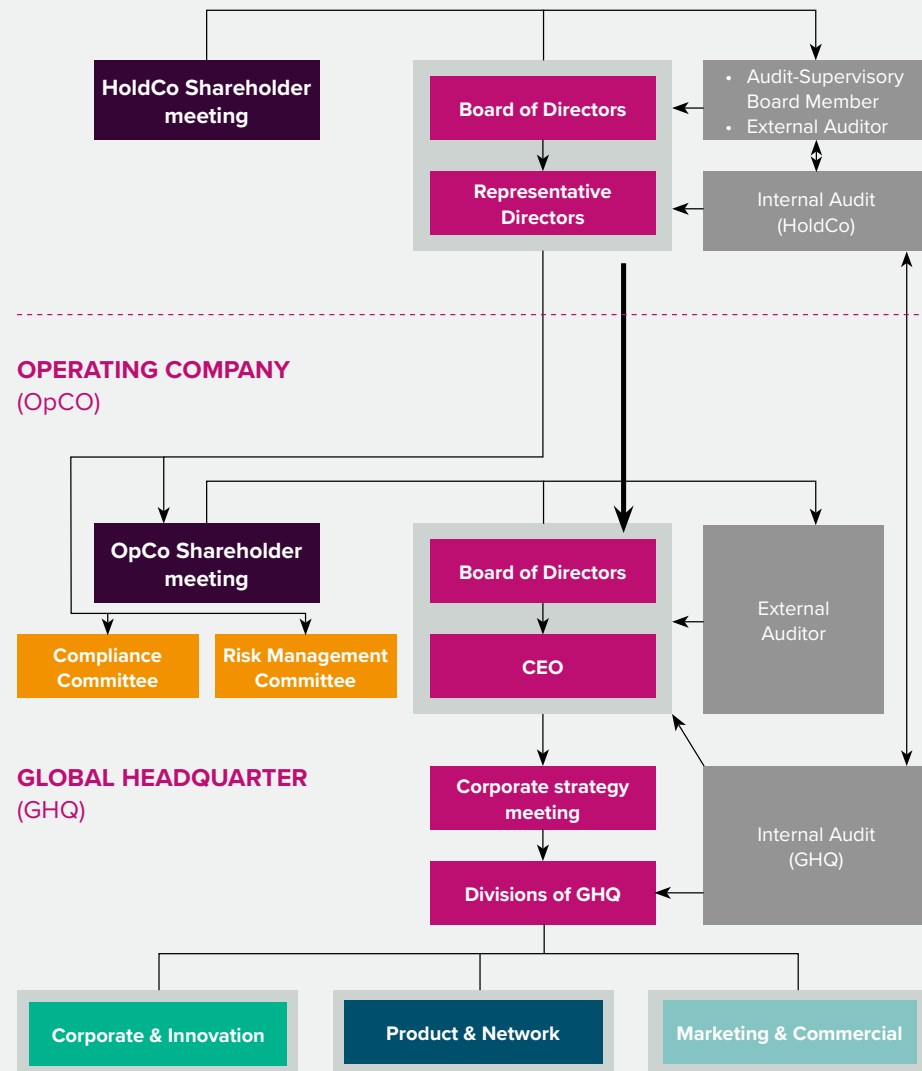 HoldCo Shareholder
meeting
Board of Directors
Representative
Directors
• Audit-Supervisory
Board Member
• External Auditor
Internal Audit
(HoldCo)
OPERATING COMPANY
(OpCO)
OpCo Shareholder
meeting
Board of Directors
CEO
External
Auditor
Compliance
Committee
Risk Management
Committee
GLOBAL HEADQUARTER
(GHQ)
Corporate strategy
meeting
Divisions of GHQ
Internal Audit
(GHQ)
Corporate & Innovation
Product & Network
Marketing & Commercial